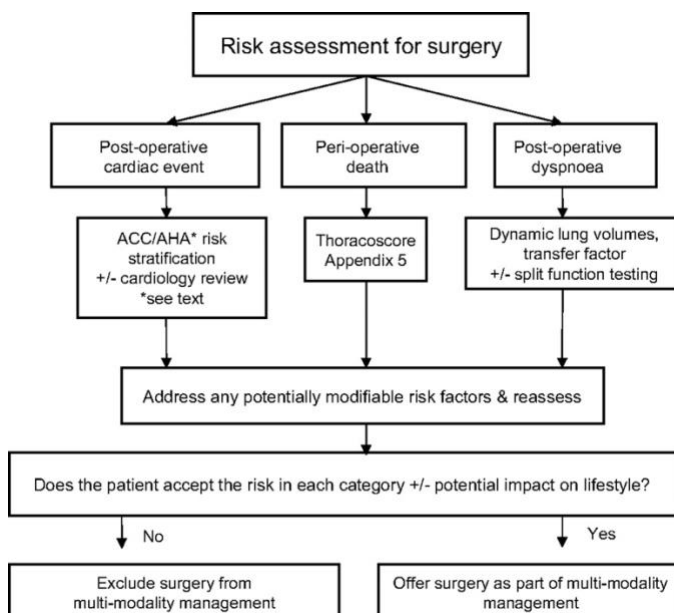 Risk assessment for surgery
Post-operative
cardiac event
Peri-operative
death
Post-operative
dyspnoea
ACC/AHA* risk
stratification
+/- cardiology review
*see text
Thoracoscore
Appendix 5
Dynamic lung volumes,
transfer factor
+/- split function testing
Address any potentially modifiable risk factors & reassess
Does the patient accept the risk in each category +/- potential impact on lifestyle?
No
Yes
Exclude surgery from
multi-modality management
Offer surgery as part of multi-modality
management